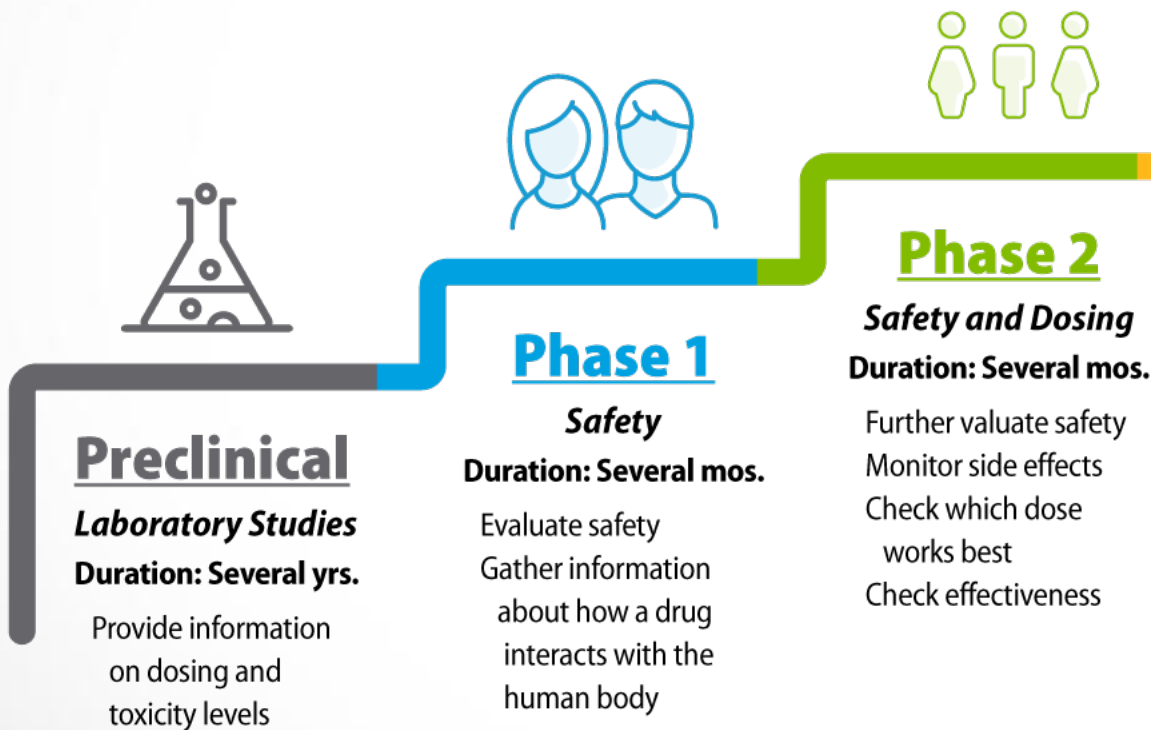 Preclinical
Laboratory Studies
Duration: Several yrs.
Provide information
on dosing and
toxicity levels
Phase 1
Safety
Duration: Several mos.
Evaluate safety
Gather information
about how a drug
interacts with the
human body
Phase 2
Safety and Dosing
Duration: Several mos.
Further valuate safety
Monitor side effects
Check which dose
works best
Check effectiveness